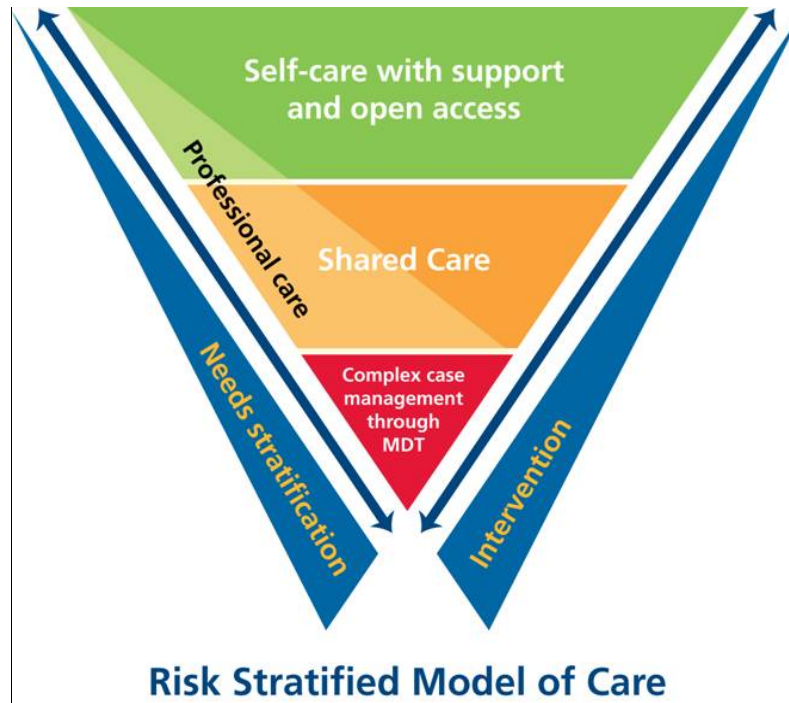 Self-care with support
and open access
Professional care
Shared Care
Complex case
management
through
MDT
Needs stratification
Intervention
Risk Stratified Model of Care